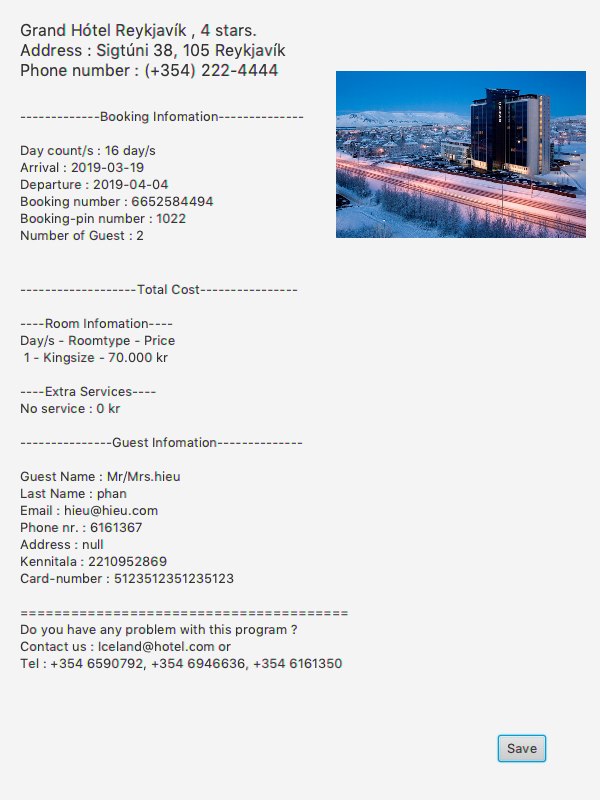 Grand Hótel Reykjavík , 4 stars.
Address : Sigtúni 38, 105 Reykjavík
Phone number : (+354) 222-4444
-------------Booking Infomation--------------
Day count/s : 16 day/s
Arrival : 2019-03-19
Departure : 2019-04-04
Booking number : 6652584494
Booking-pin number : 1022
Number of Guest : 2
-------------------Total Cost----------------
----Room Infomation----
Day/s - Roomtype - Price
1 - Kingsize - 70.000 kr
----Extra Services----
No service : 0 kr
---------------Guest Infomation--------------
Guest Name : Mr/Mrs.hieu
Last Name : phan
Email : hieu@hieu.com
Phone nr. : 6161367
Address : null
Kennitala : 2210952869
Card-number : 5123512351235123
=======================================
Do you have any problem with this program ?
Contact us : Iceland@hotel.com or
Tel : +354 6590792, +354 6946636, +354 6161350
Save